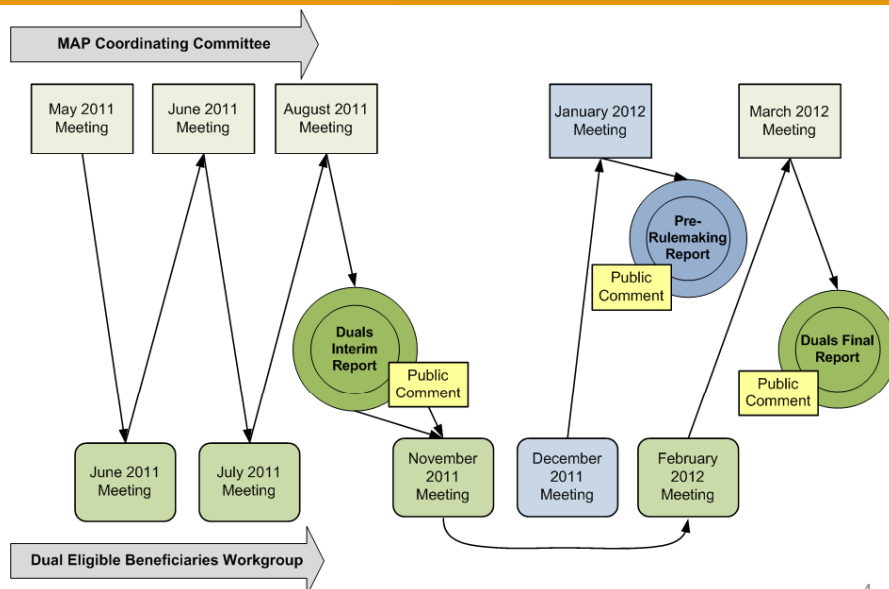 MAP Coordinating Committee
May 2011
Meeting
June 2011
Meeting
August 2011
Meeting
January 2012
Meeting
March 2012
Meeting
Pre-
Rulemaking
Report
Public
Comment
Duals
Interim
Report
Public
Comment
Duals Final
Report
Public
Comment
June 2011
Meeting
July 2011
Meeting
November
2011
Meeting
December
2011
Meeting
February
2012
Meeting
Dual Eligible Beneficiaries Workgroup
4